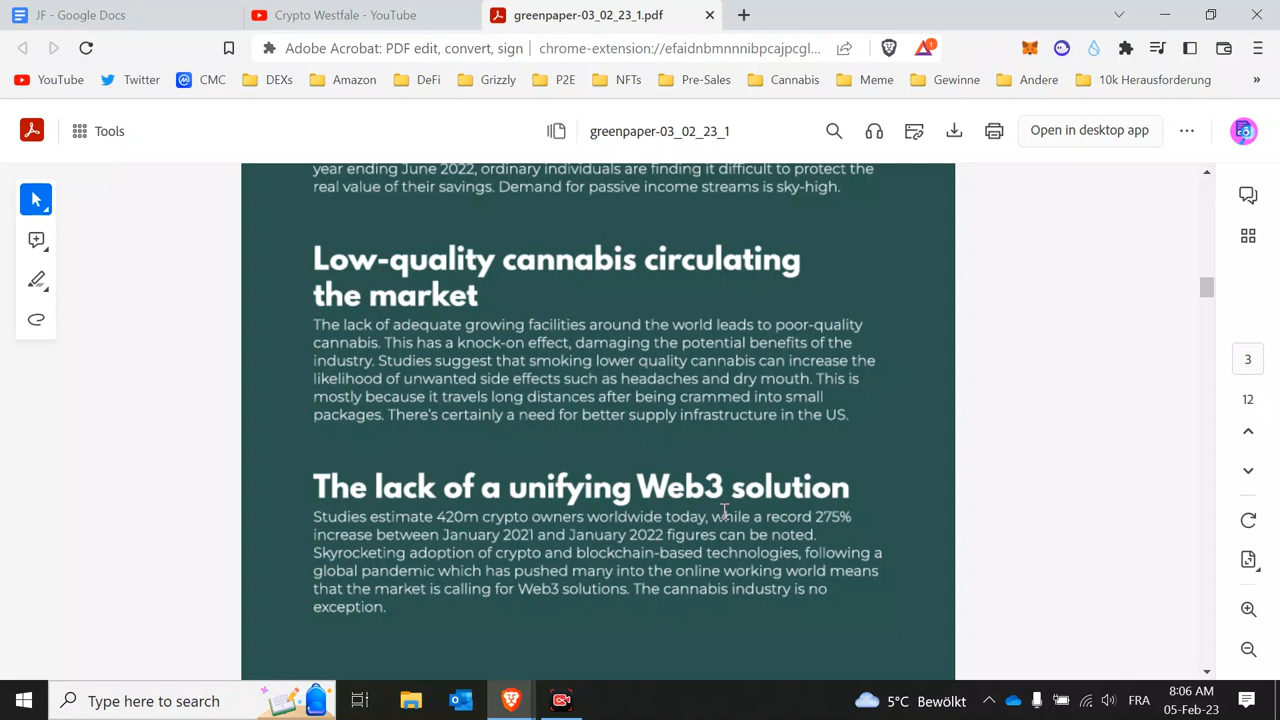 JF - Google Docs
Crypto Westfale - YouTube
greenpaper-03_02_23_1.pdf
Adobe Acrobat: PDF edit, convert, sign
chrome-extension://efaidnbmnnnibpcajpcgl...
1
YouTube
Twitter
CMC
DEXs
Amazon
DeFi
Grizzly
P2E
NFTs
Pre-Sales
Cannabis
Meme
Gewinne
Andere
10k Herausforderung
»
Tools
greenpaper-03_02_23_1
Open in desktop app
year ending June 2022, ordinary individuals are finding it difficult to protect the
real value of their savings. Demand for passive income streams is sky-high.
Low-quality cannabis circulating
the market
The lack of adequate growing facilities around the world leads to poor-quality
cannabis. This has a knock-on effect, damaging the potential benefits of the
industry. Studies suggest that smoking lower quality cannabis can increase the
likelihood of unwanted side effects such as headaches and dry mouth. This is
mostly because it travels long distances after being crammed into small
packages. There's certainly a need for better supply infrastructure in the US.
The lack of a unifying Web3 solution
Studies estimate 420m crypto owners worldwide today, while a record 275%
increase between January 2021 and January 2022 figures can be noted.
Skyrocketing adoption of crypto and blockchain-based technologies, following a
global pandemic which has pushed many into the online working world means
that the market is calling for Web3 solutions. The cannabis industry is no
exception.
3
12
Type here to search
5°C Bewölkt
FRA
8:06 AM
05-Feb-23